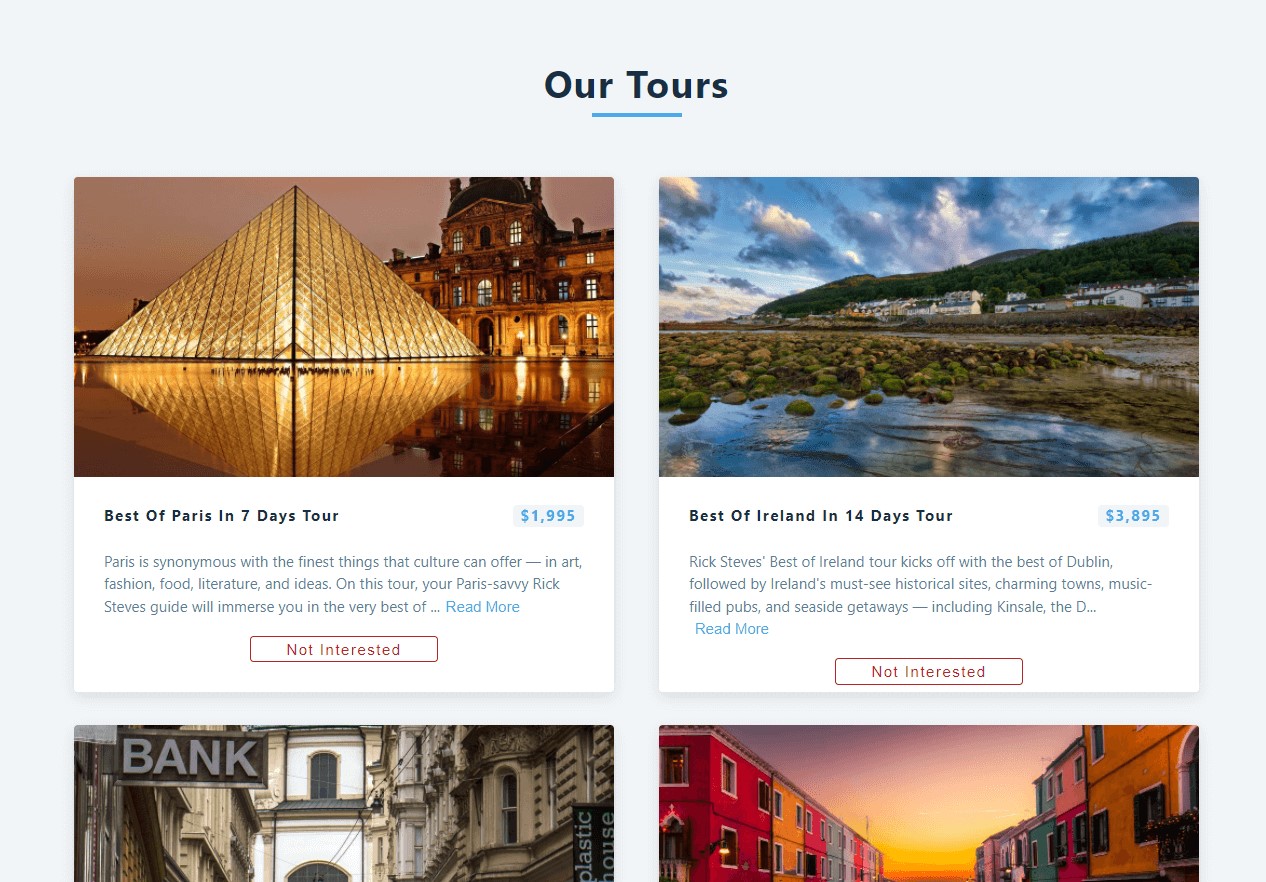 Our Tours
Best Of Paris In 7 Days Tour
$1,995
Paris is synonymous with the finest things that culture can offer — in art,
fashion, food, literature, and ideas. On this tour, your Paris-savvy Rick
Steves guide will immerse you in the very best of ... Read More
Not Interested
Best Of Ireland In 14 Days Tour
$3,895
Rick Steves' Best of Ireland tour kicks off with the best of Dublin,
followed by Ireland's must-see historical sites, charming towns, music-
filled pubs, and seaside getaways — including Kinsale, the D...
Read More
Not Interested
BANK
plastic
house